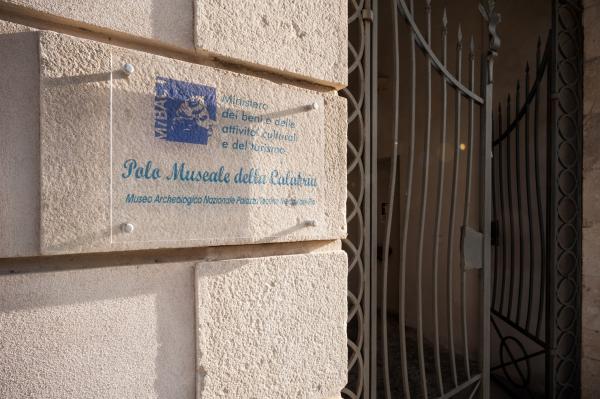 MiBACT
Ministero
dei beni e delle
attività culturali
e del turismo
Polo Museale della Calabria
Museo Archeologico Nazionale